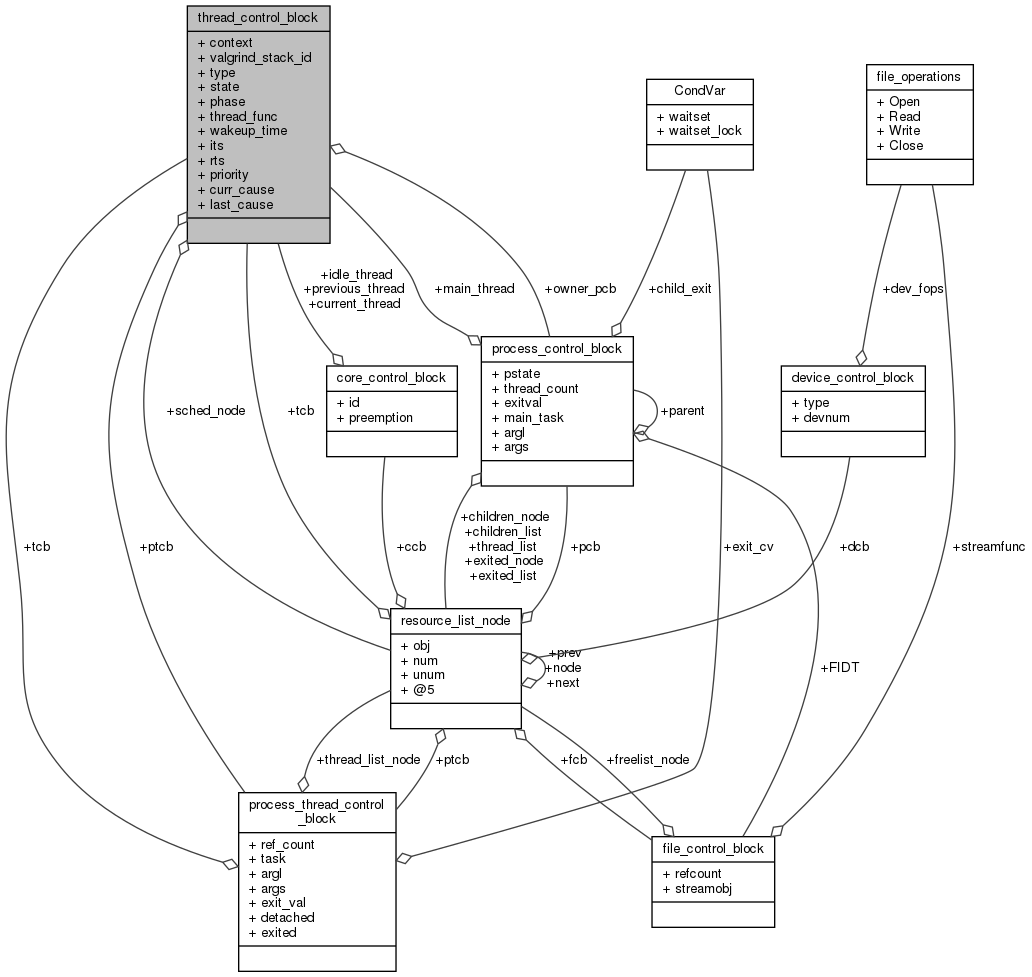 thread_control_block
+ context
+ valgrind_stack_id
+ type
+ state
+ phase
+ thread_func
+ wakeup_time
+ its
+ rts
+ priority
+ curr_cause
+ last_cause
CondVar
+ waitset
+ waitset_lock
file_operations
+ Open
+ Read
+ Write
+ Close
+idle_thread
+previous_thread
+current_thread
+main_thread
+owner_pcb
+child_exit
+dev_fops
process_control_block
+ pstate
+ thread_count
+ exitval
+ main_task
+ argl
+ args
core_control_block
+ id
+ preemption
device_control_block
+ type
+ devnum
+sched_node
+tcb
+parent
+tcb
+ptcb
+ccb
+children_node
+children_list
+thread_list
+exited_node
+exited_list
+pcb
+exit_cv
+dcb
+streamfunc
resource_list_node
+ obj
+ num
+ unum
+ @5
+prev
+node
+next
+FIDT
+thread_list_node
+ptcb
+fcb
+freelist_node
process_thread_control
_block
+ ref_count
+ task
+ argl
+ args
+ exit_val
+ detached
+ exited
file_control_block
+ refcount
+ streamobj